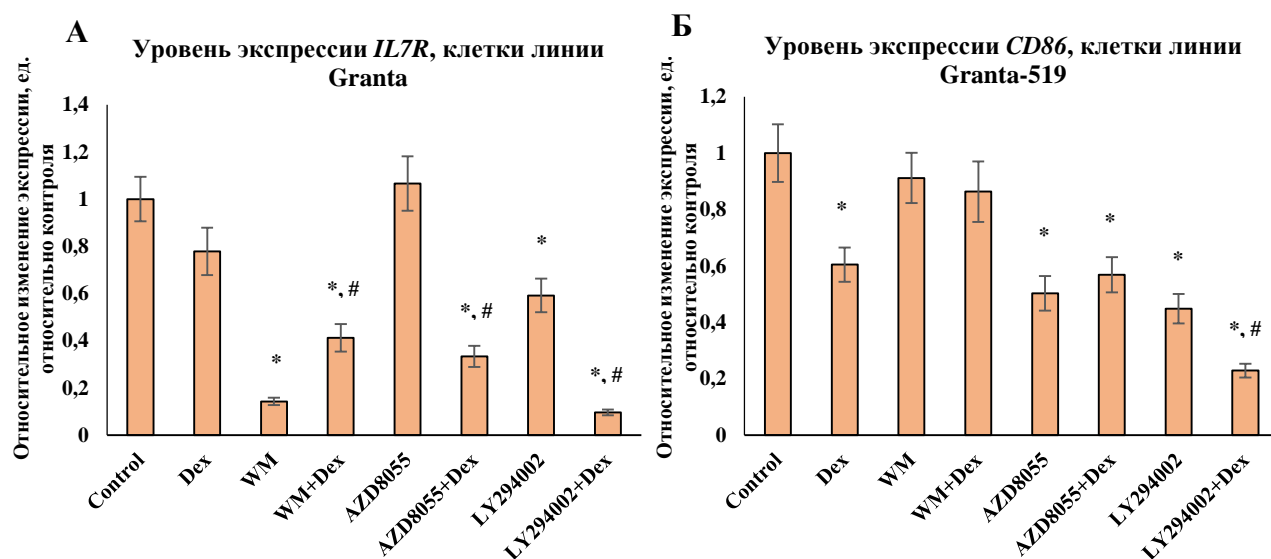 А
Уровень экспрессии IL7R, клетки линии
Granta
Относительное изменение экспрессии, ед.
относительно контроля
1,4
1,2
1
0,8
0,6
0,4
0,2
0
*
*, #
*, #
*
*, #
Control
Dex
WM
WM+Dex
AZD8055
AZD8055+Dex
LY294002
LY294002+Dex
Б
Уровень экспрессии CD86, клетки линии
Granta-519
Относительное изменение экспрессии, ед.
относительно контроля
1,2
1
0,8
0,6
0,4
0,2
0
*
*
*
*
*, #
Control
Dex
WM
WM+Dex
AZD8055
AZD8055+Dex
LY294002
LY294002+Dex